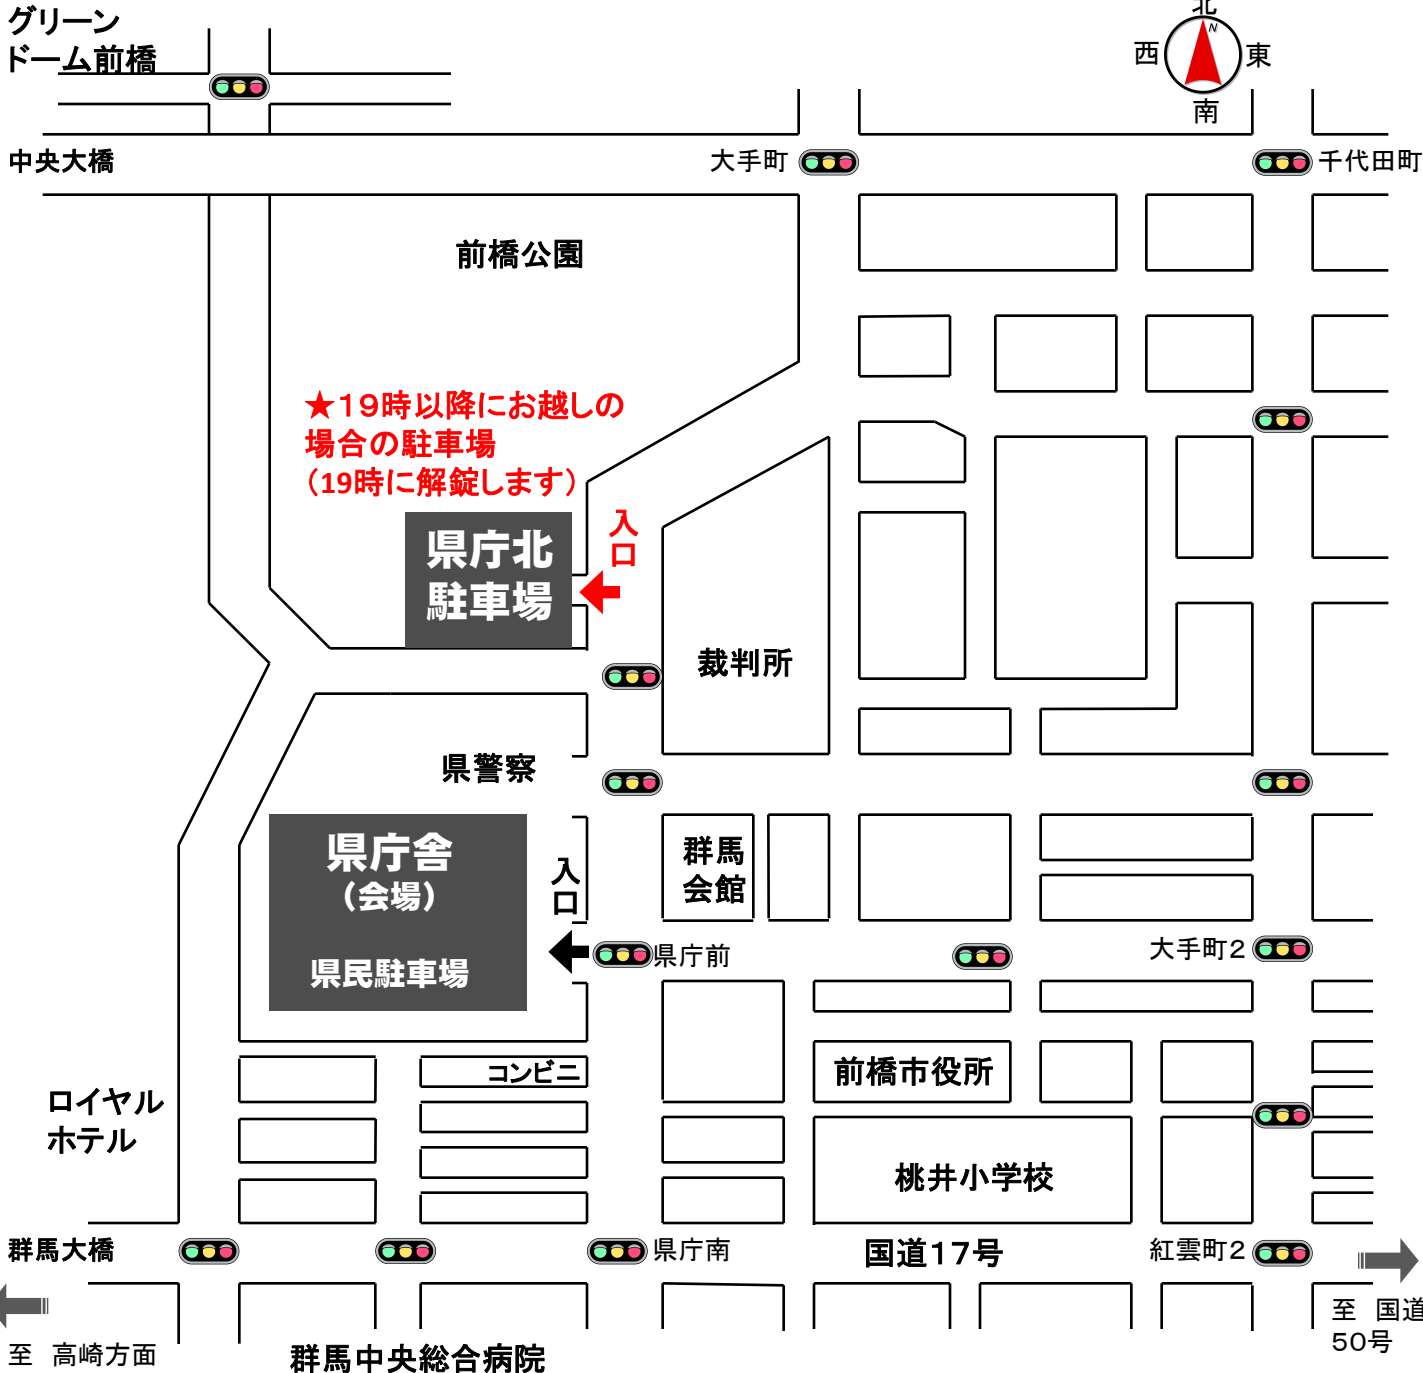 グリーン
ドーム前橋
北
N
西
東
南
中央大橋
大手町
千代田町
前橋公園
★19時以降にお越しの
場合の駐車場
（19時に解錠します）
入
口
県庁北
駐車場
裁判所
県警察
県庁舎
（会場）
入
口
群馬
会館
県民駐車場
県庁前
大手町2
コンビニ
前橋市役所
ロイヤル
ホテル
桃井小学校
群馬大橋
県庁南
国道17号
紅雲町2
至 国道
50号
至 高崎方面
群馬中央総合病院